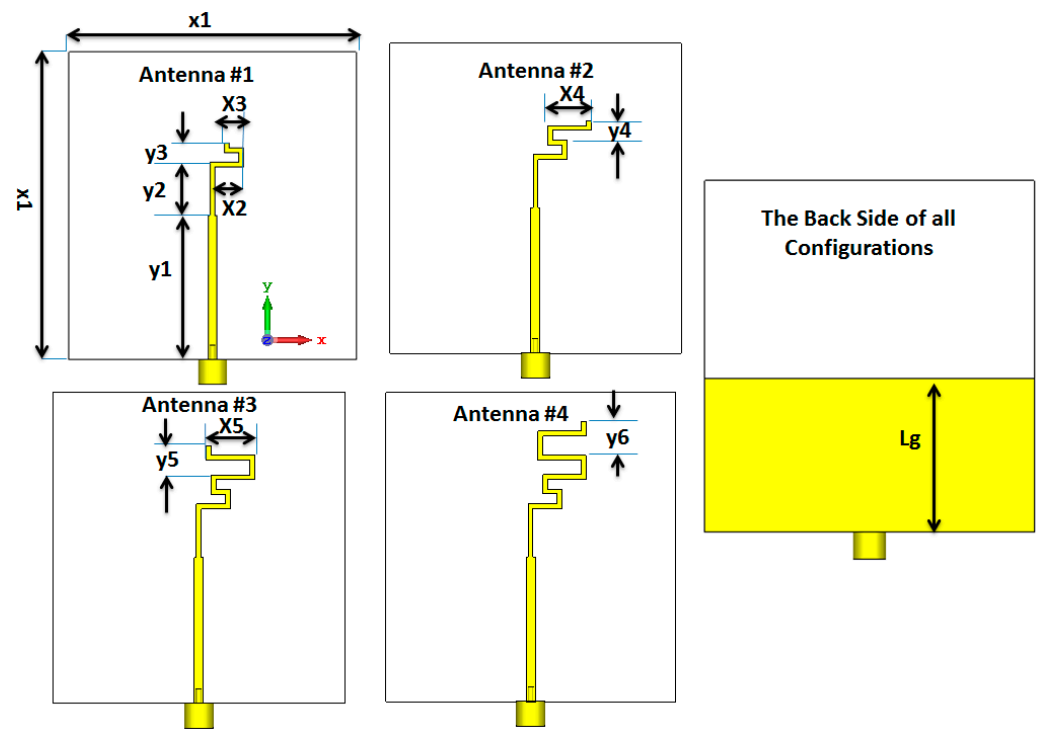 x1
Antenna #1
X3
y3
y2
X2
x1
y1
y
z
x
Antenna #2
X4
y4
The Back Side of all
Configurations
Lg
Antenna #3
X5
y5
Antenna #4
y6